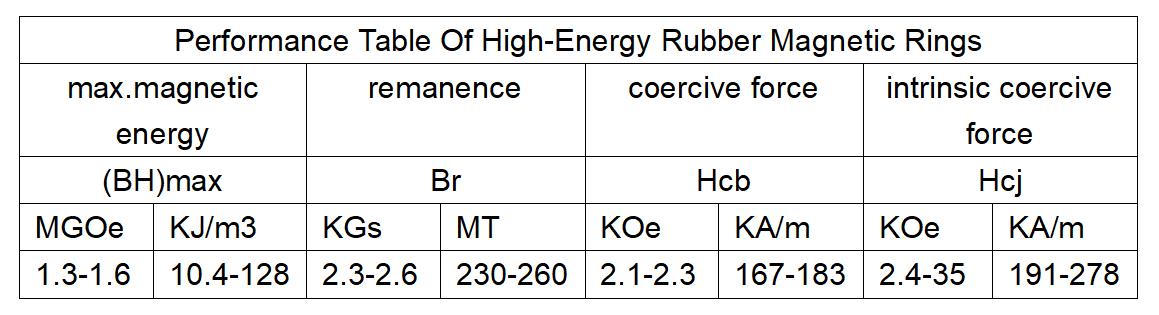 Performance Table Of High-Energy Rubber Magnetic Rings
max.magnetic energy remanence coercive force intrinsic coercive force
(BH)max Br Hcb Hcj
MGOe KJ/m3 KGs MT KOe KA/m KOe KA/m
1.3-1.6 10.4-128 2.3-2.6 230-260 2.1-2.3 167-183 2.4-35 191-278